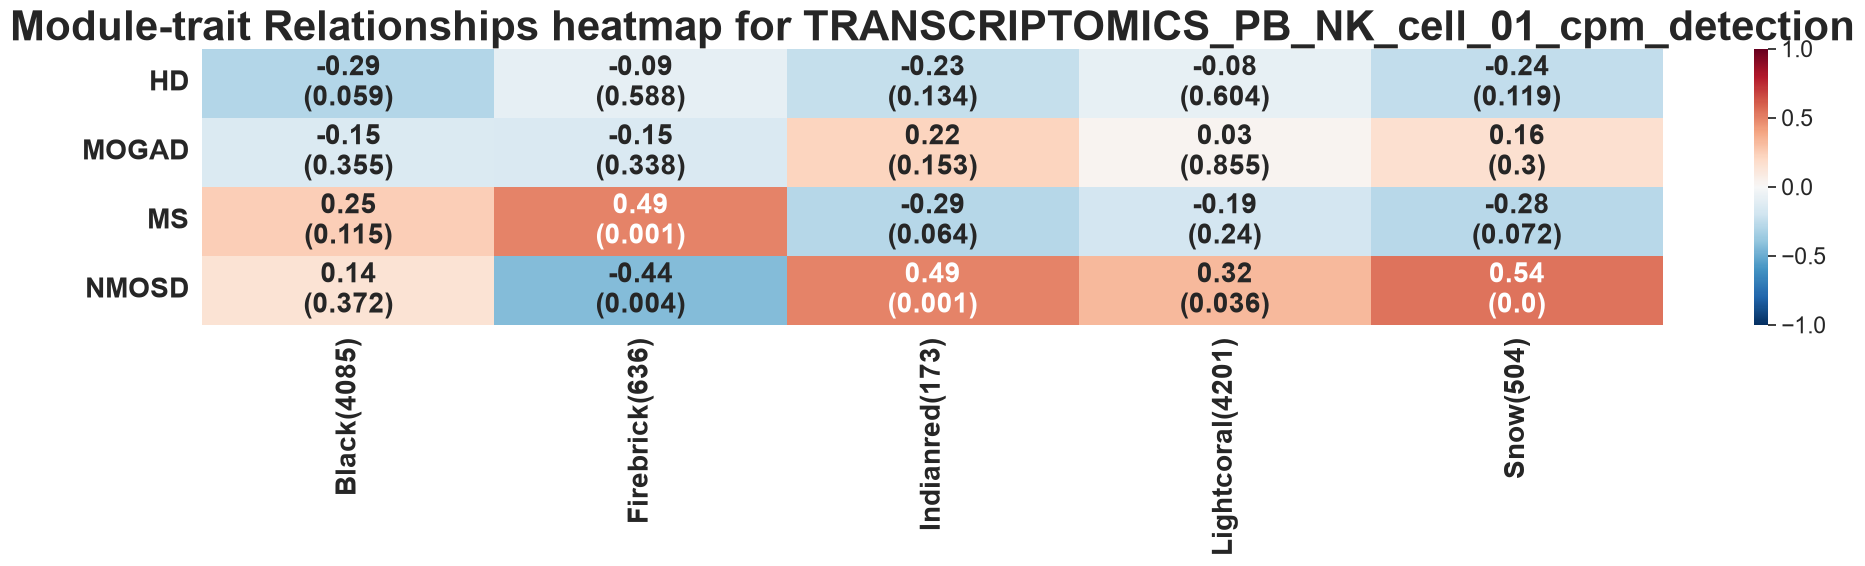 Module-trait Relationships heatmap for TRANSCRIPTOMICS_PB_NK_cell_01_cpm_detection
HD
-0.29 -0.09 -0.23 -0.08 -0.24
(0.059) (0.588) (0.134) (0.604) (0.119)
MOGAD
-0.15 -0.15 0.22 0.03 0.16
(0.355) (0.338) (0.153) (0.855) (0.3)
MS
0.25 0.49 -0.29 -0.19 -0.28
(0.115) (0.001) (0.064) (0.24) (0.072)
NMOSD
0.14 -0.44 0.49 0.32 0.54
(0.372) (0.004) (0.001) (0.036) (0.0)
Black(4085)
Firebrick(636)
Indianred(173)
Lightcoral(4201)
Snow(504)
1.0
0.5
0.0
−0.5
−1.0